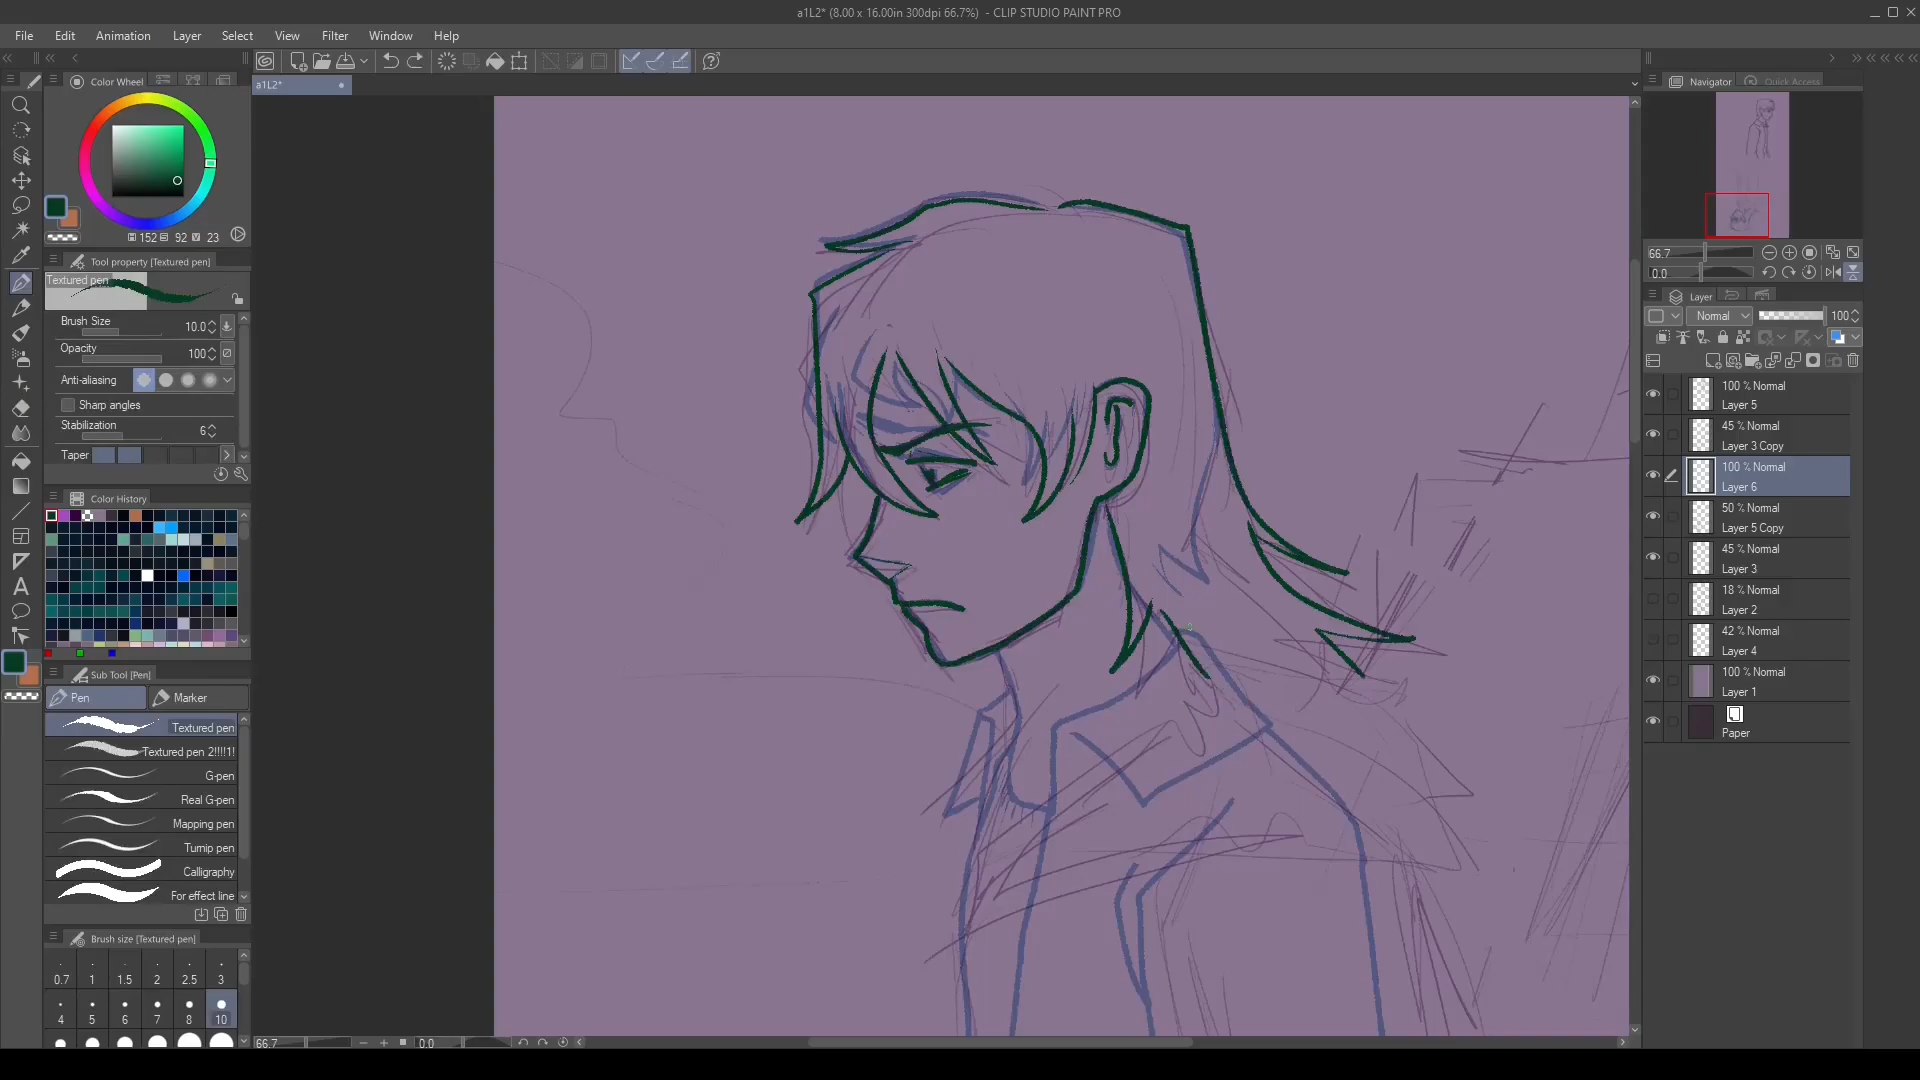 a1L2* (8.00 x 16.00in 300dpi 66.7%)  - CLIP STUDIO PAINT PRO
File Edit Animation Layer Select View Filter Window Help
a1L2*
Color Wheel
152 92 23
Tool property [Textured pen]
Textured pen
Brush Size 10.0
Opacity 100
Anti-aliasing
Sharp angles
Stabilization 6
Taper
Color History
Sub Tool [Pen]
Pen Marker
Textured pen
Textured pen 2!!!!1!
G-pen
Real G-pen
Mapping pen
Turnip pen
Calligraphy
For effect line
Brush size [Textured pen]
0.7 1 1.5 2 2.5 3
4 5 6 7 8 10
66.7 0.0
Navigator Quick Access
66.7
0.0
Layer
Normal 100
100 % Normal
Layer 5
45 % Normal
Layer 3 Copy
100 % Normal
Layer 6
50 % Normal
Layer 5 Copy
45 % Normal
Layer 3
18 % Normal
Layer 2
42 % Normal
Layer 4
100 % Normal
Layer 1
Paper